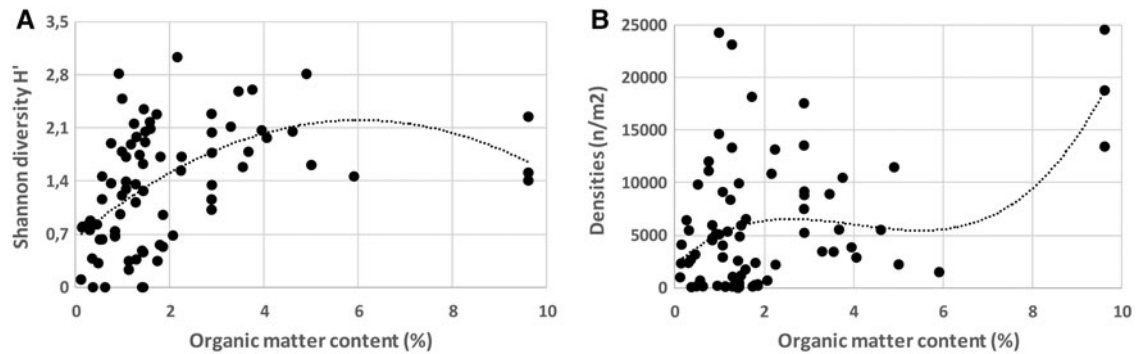 A
3,5
2,8
2,1
1,4
0,7
0
Shannon diversity H'
0 2 4 6 8 10
Organic matter content (%)
B
25000
20000
15000
10000
5000
0
Densities (n/m2)
0 2 4 6 8 10
Organic matter content (%)